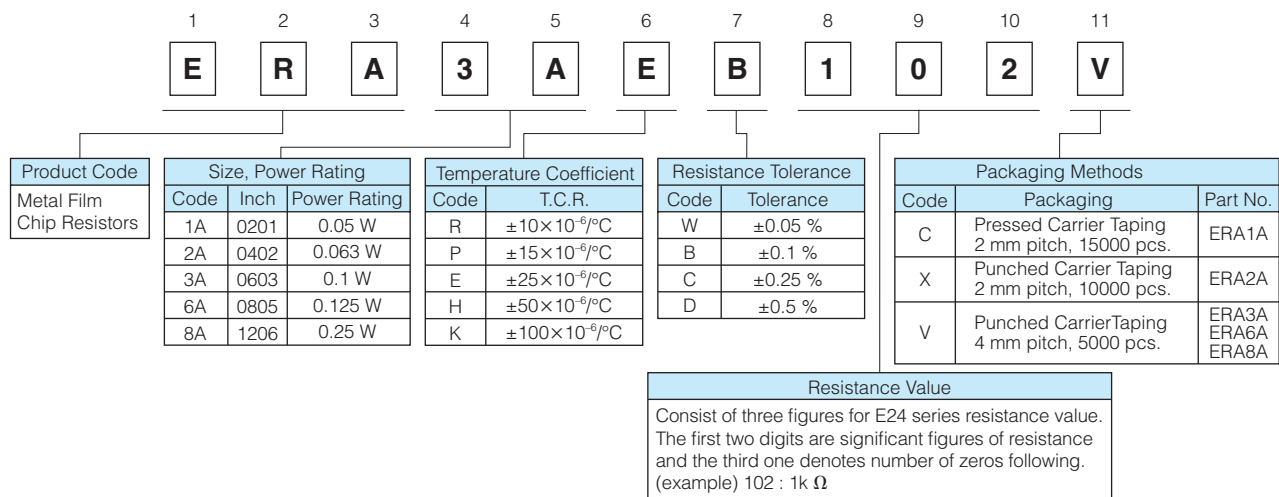 1 2 3 4 5 6 7 8 9 10 11
E R A 3 A E B 1 0 2 V
Product Code
Metal Film
Chip Resistors
Size, Power Rating
Code Inch Power Rating
1A 0201 0.05 W
2A 0402 0.063 W
3A 0603 0.1 W
6A 0805 0.125 W
8A 1206 0.25 W
Temperature Coefficient
Code T.C.R.
R ±10×10⁻⁶/°C
P ±15×10⁻⁶/°C
E ±25×10⁻⁶/°C
H ±50×10⁻⁶/°C
K ±100×10⁻⁶/°C
Resistance Tolerance
Code Tolerance
W ±0.05 %
B ±0.1 %
C ±0.25 %
D ±0.5 %
Packaging Methods
Code Packaging Part No.
C Pressed Carrier Taping ERA1A
2 mm pitch, 15000 pcs.
X Punched Carrier Taping ERA2A
2 mm pitch, 10000 pcs.
V Punched CarrierTaping ERA3A
4 mm pitch, 5000 pcs. ERA6A
ERA8A
Resistance Value
Consist of three figures for E24 series resistance value.
The first two digits are significant figures of resistance
and the third one denotes number of zeros following.
(example) 102 : 1k Ω